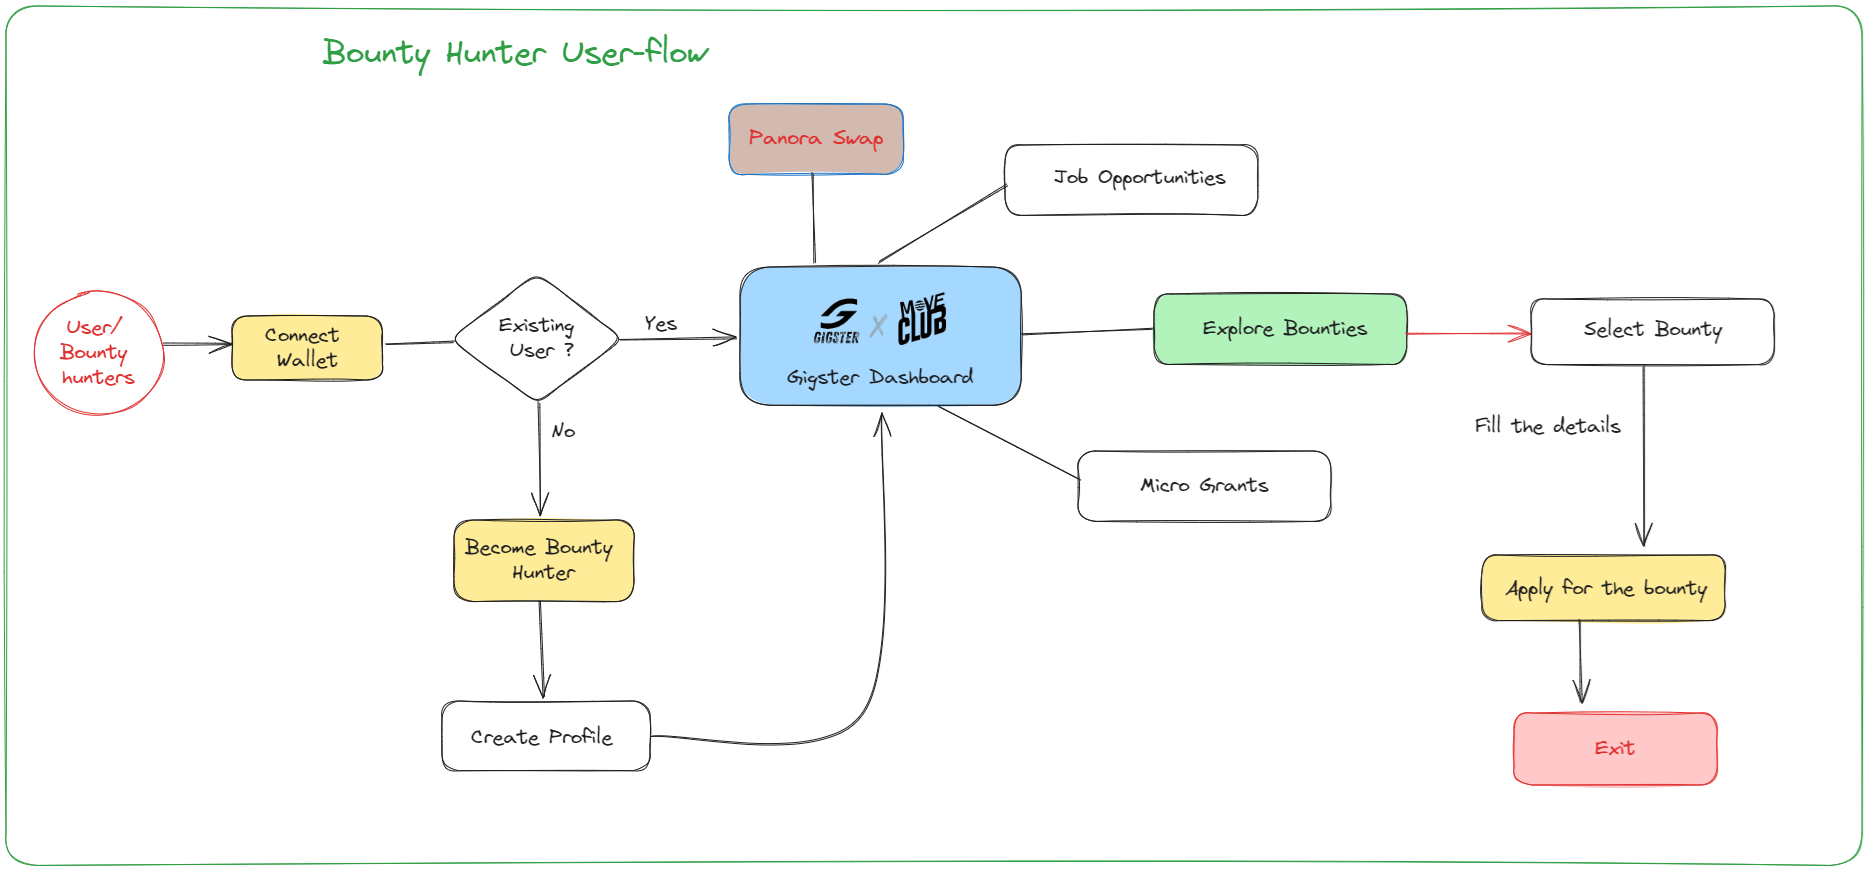 Bounty Hunter User-flow
Panora Swap
Job Opportunities
User/
Bounty
hunters
Connect
Wallet
Existing
User ?
Yes
GIGSTER
X
MOVE
CLUB
Gigster Dashboard
Explore Bounties
Select Bounty
No
Fill the details
Micro Grants
Become Bounty
Hunter
Apply for the bounty
Create Profile
Exit